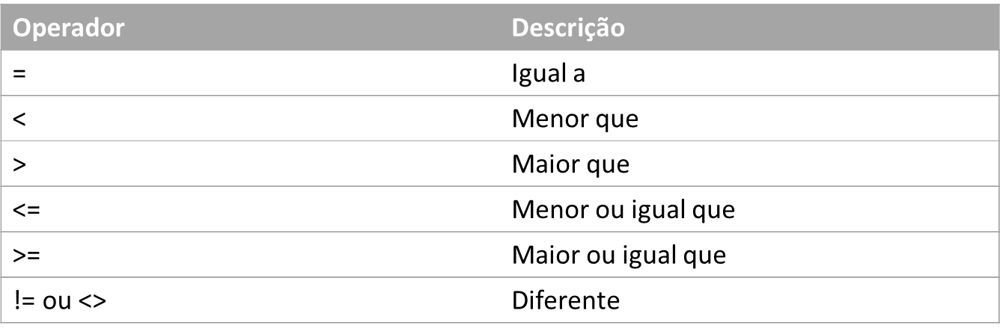 Operador Descrição
= Igual a
< Menor que
> Maior que
<= Menor ou igual que
>= Maior ou igual que
!= ou <> Diferente